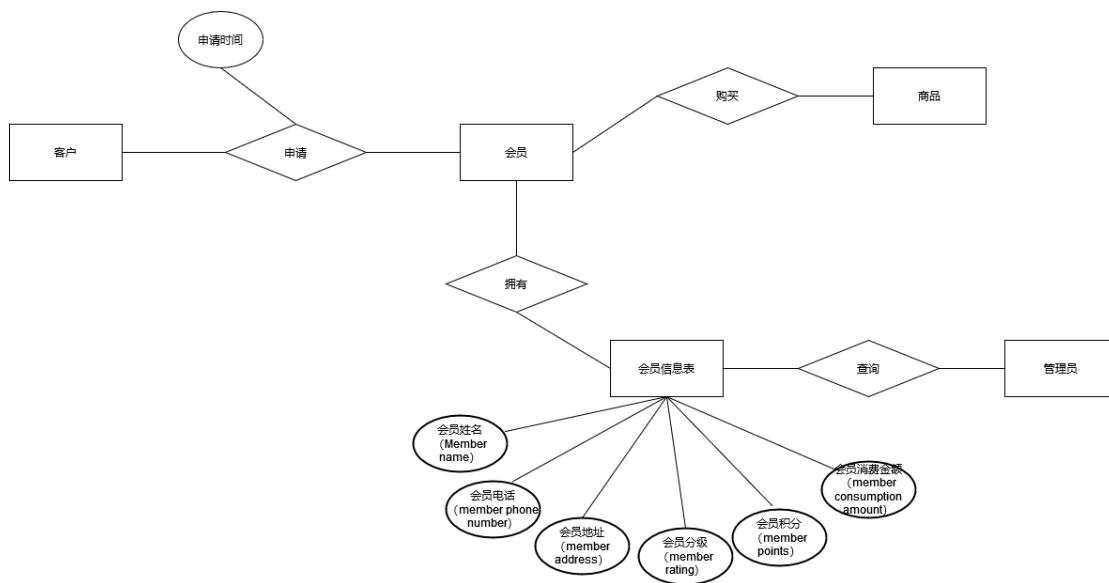 申请时间
购买
商品
客户
申请
会员
拥有
会员信息表
查询
管理员
会员姓名
（Member
name）
会员电话
（member phone
number）
会员地址
（member
address）
会员分级
（member
rating）
会员积分
（member
points）
会员消费金额
（member
consumption
amount）